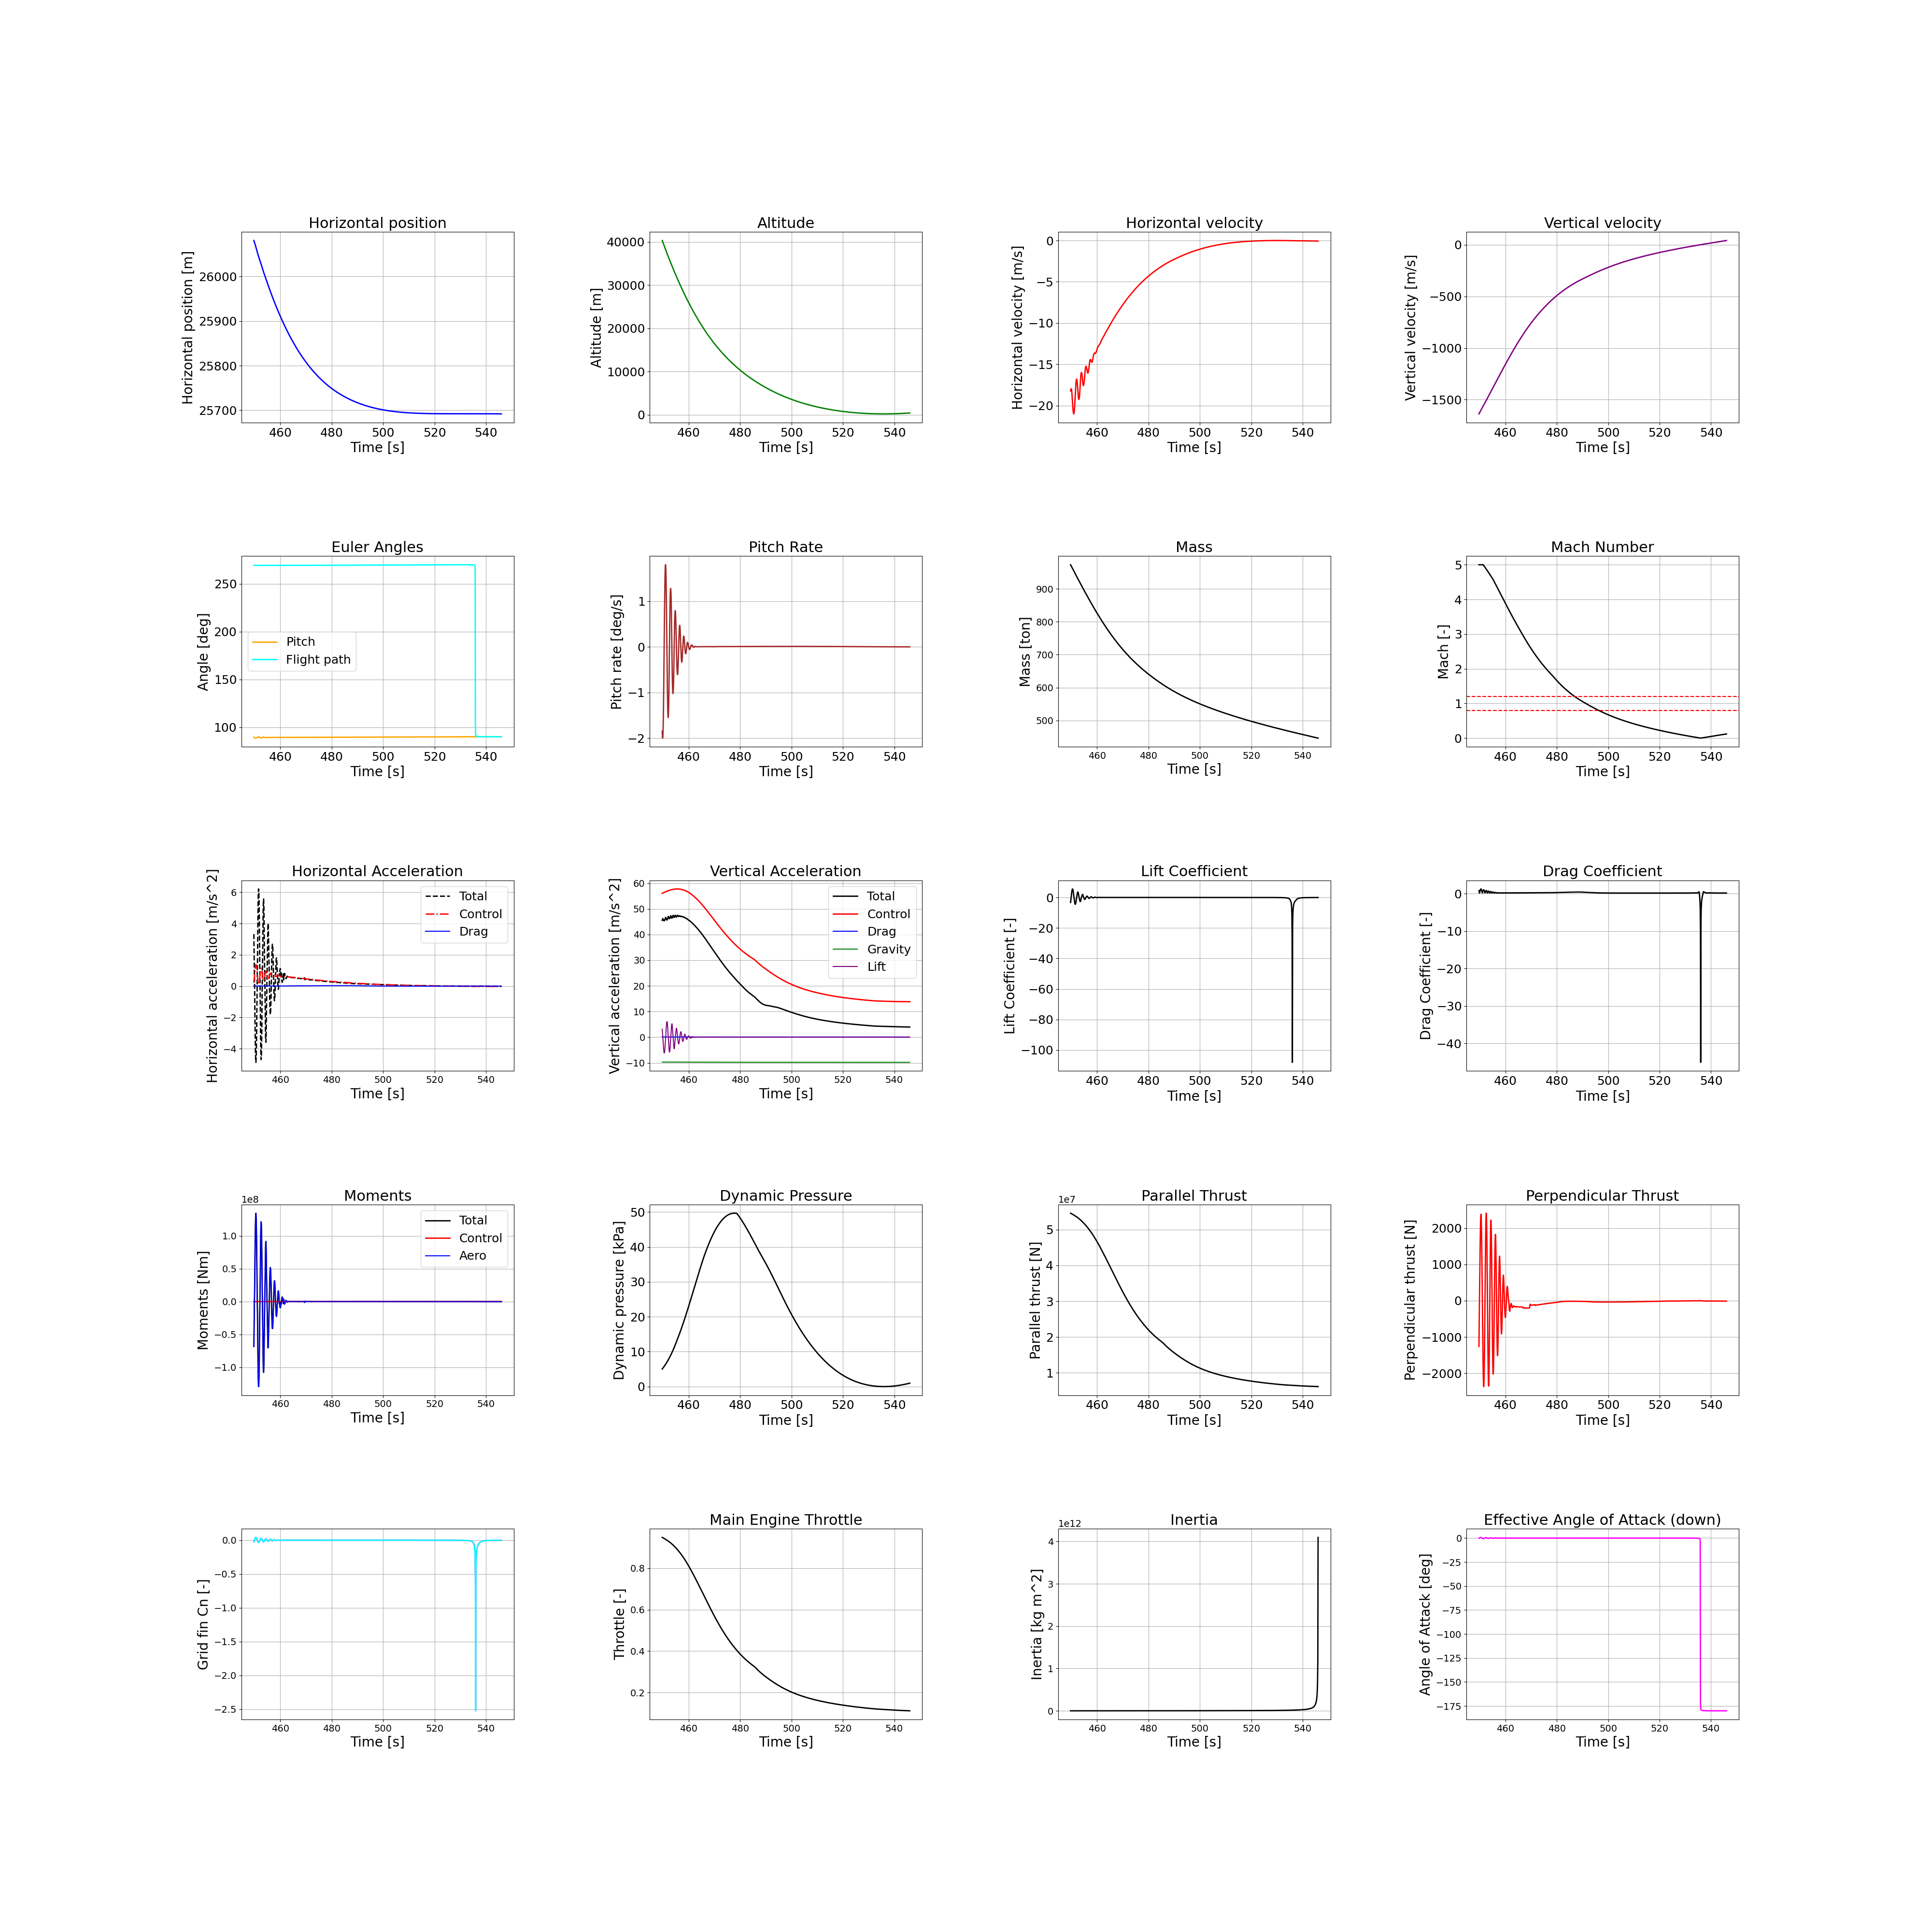 Horizontal position
Horizontal position [m]
26000
25900
25800
25700
460 480 500 520 540
Time [s]
Altitude
Altitude [m]
40000
30000
20000
10000
0
460 480 500 520 540
Time [s]
Horizontal velocity
Horizontal velocity [m/s]
0
−5
−10
−15
−20
460 480 500 520 540
Time [s]
Vertical velocity
Vertical velocity [m/s]
0
−500
−1000
−1500
460 480 500 520 540
Time [s]
Euler Angles
Angle [deg]
250
200
150
100
Pitch
Flight path
460 480 500 520 540
Time [s]
Pitch Rate
Pitch rate [deg/s]
1
0
−1
−2
460 480 500 520 540
Time [s]
Mass
Mass [ton]
900
800
700
600
500
460 480 500 520 540
Time [s]
Mach Number
Mach [-]
5
4
3
2
1
0
460 480 500 520 540
Time [s]
Horizontal Acceleration
Horizontal acceleration [m/s^2]
6
4
2
0
−2
−4
Total
Control
Drag
460 480 500 520 540
Time [s]
Vertical Acceleration
Vertical acceleration [m/s^2]
60
50
40
30
20
10
0
−10
Total
Control
Drag
Gravity
Lift
460 480 500 520 540
Time [s]
Lift Coefficient
Lift Coefficient [-]
0
−20
−40
−60
−80
−100
460 480 500 520 540
Time [s]
Drag Coefficient
Drag Coefficient [-]
0
−10
−20
−30
−40
460 480 500 520 540
Time [s]
Moments
1e8
Moments [Nm]
1.0
0.5
0.0
−0.5
−1.0
Total
Control
Aero
460 480 500 520 540
Time [s]
Dynamic Pressure
Dynamic pressure [kPa]
50
40
30
20
10
0
460 480 500 520 540
Time [s]
Parallel Thrust
1e7
Parallel thrust [N]
5
4
3
2
1
460 480 500 520 540
Time [s]
Perpendicular Thrust
Perpendicular thrust [N]
2000
1000
0
−1000
−2000
460 480 500 520 540
Time [s]
Grid fin Cn [-]
0.0
−0.5
−1.0
−1.5
−2.0
−2.5
460 480 500 520 540
Time [s]
Main Engine Throttle
Throttle [-]
0.8
0.6
0.4
0.2
460 480 500 520 540
Time [s]
Inertia
1e12
Inertia [kg m^2]
4
3
2
1
0
460 480 500 520 540
Time [s]
Effective Angle of Attack (down)
Angle of Attack [deg]
0
−25
−50
−75
−100
−125
−150
−175
460 480 500 520 540
Time [s]